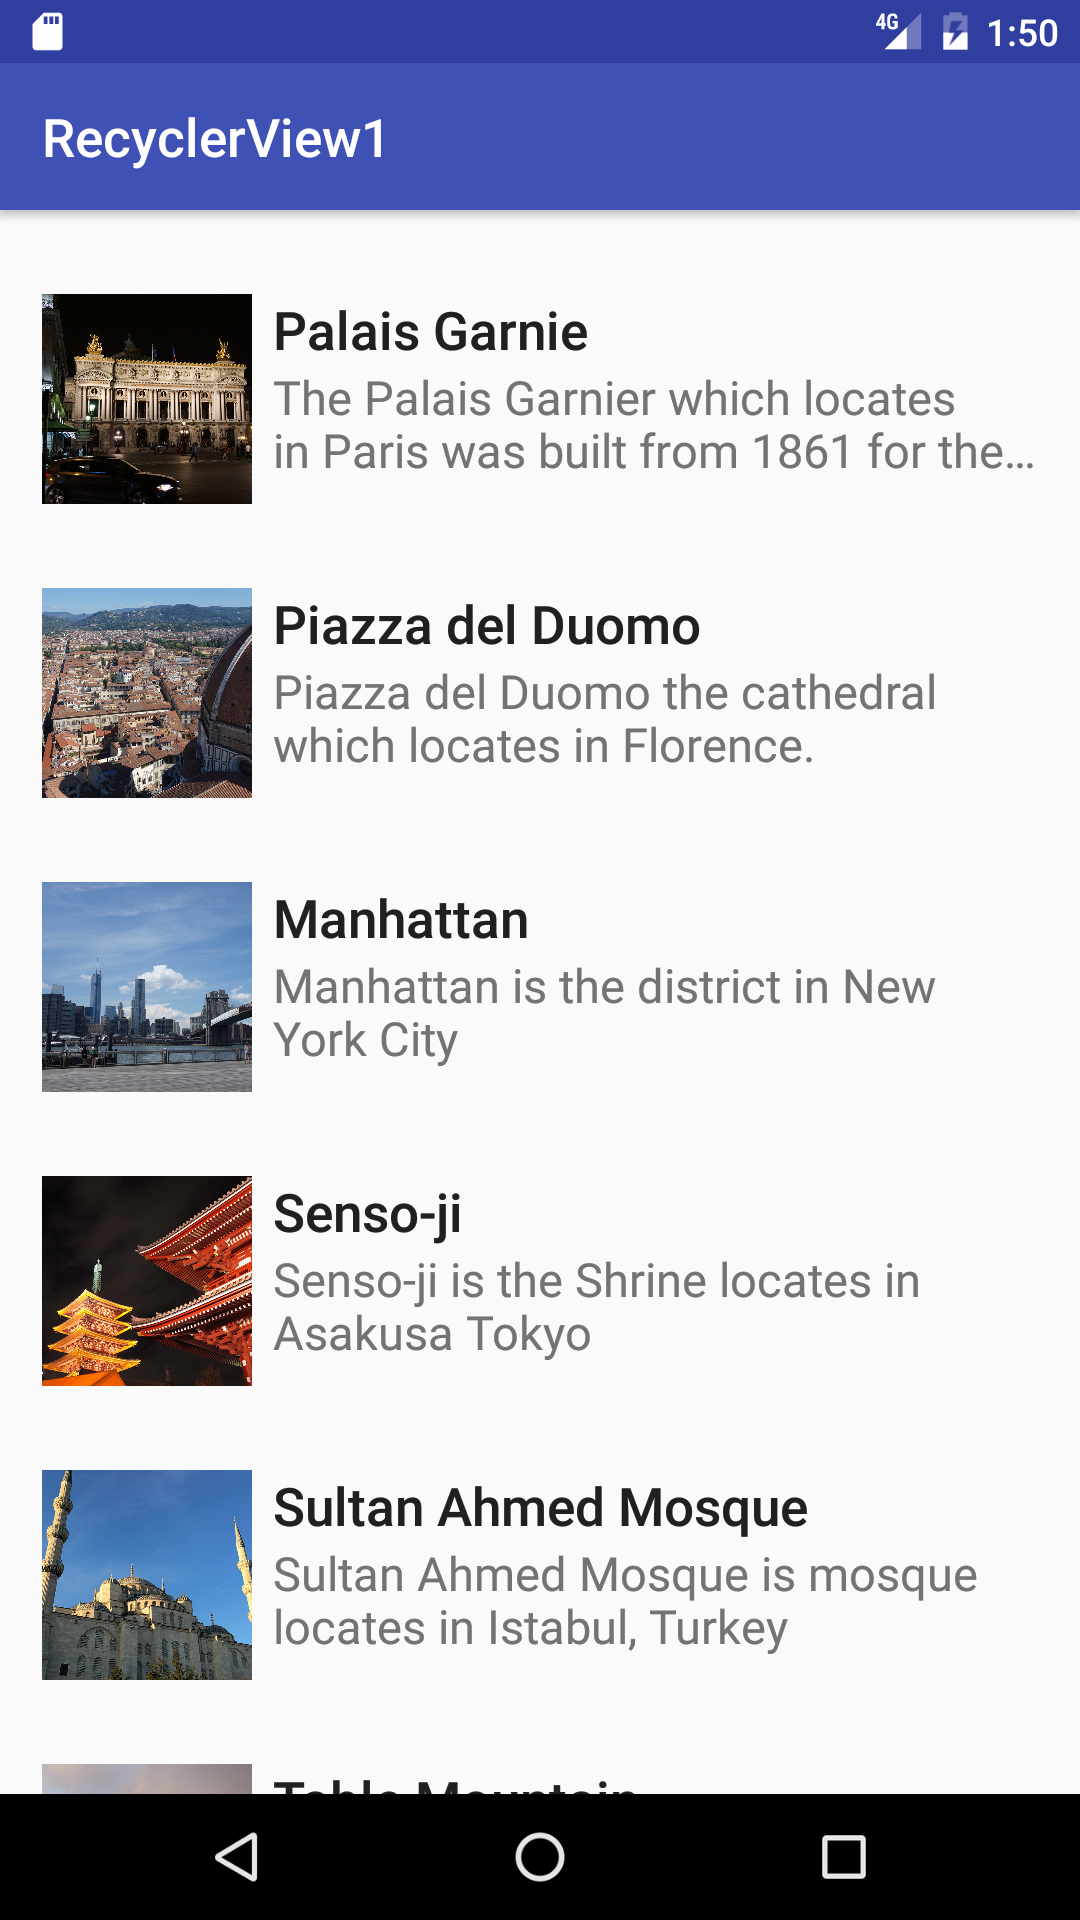 4G 1:50
RecyclerView1
Palais Garnie
The Palais Garnier which locates
in Paris was built from 1861 for the…
Piazza del Duomo
Piazza del Duomo the cathedral
which locates in Florence.
Manhattan
Manhattan is the district in New
York City
Senso-ji
Senso-ji is the Shrine locates in
Asakusa Tokyo
Sultan Ahmed Mosque
Sultan Ahmed Mosque is mosque
locates in Istabul, Turkey
Table Mountain